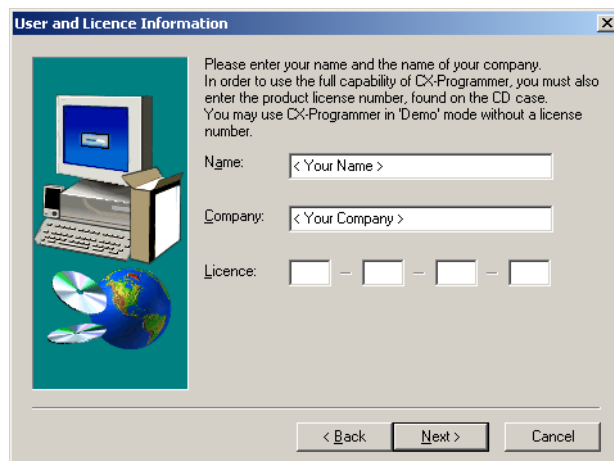 User and Licence Information
Please enter your name and the name of your company.
In order to use the full capability of CX-Programmer, you must also
enter the product license number, found on the CD case.
You may use CX-Programmer in 'Demo' mode without a license
number.
Name: < Your Name >
Company: < Your Company >
Licence: – – –
< Back Next > Cancel